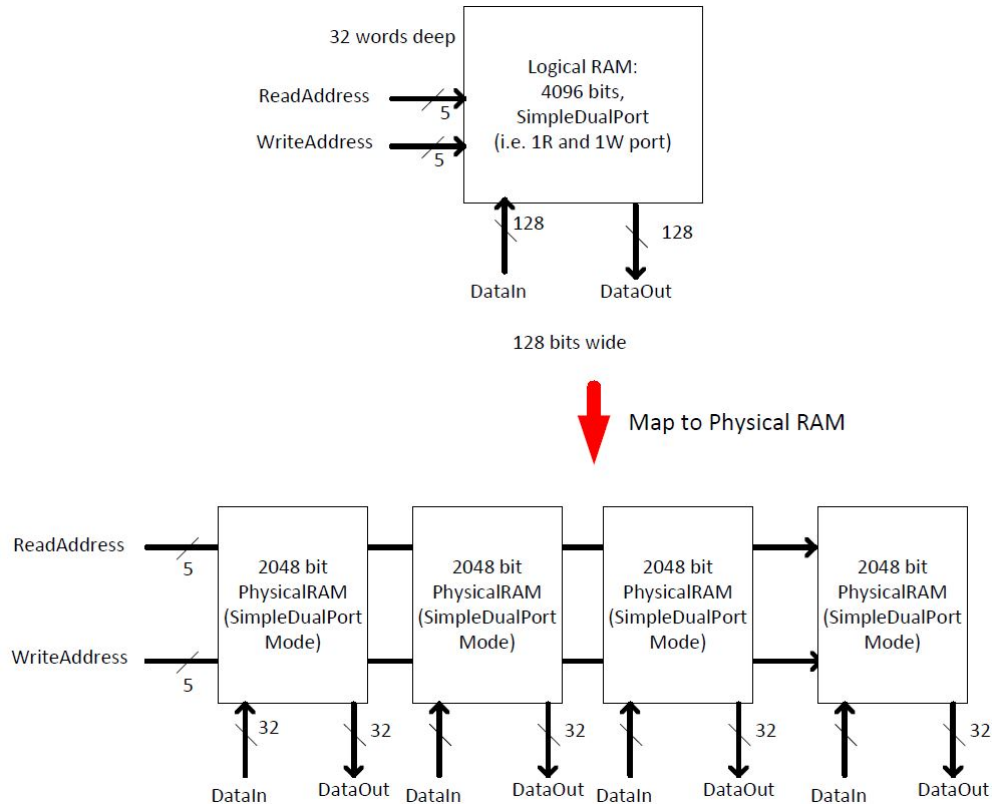 32 words deep
Logical RAM:
4096 bits,
SimpleDualPort
(i.e. 1R and 1W port)
ReadAddress
5
WriteAddress
5
128
128
DataIn
DataOut
128 bits wide
Map to Physical RAM
ReadAddress
5
WriteAddress
5
2048 bit
PhysicalRAM
(SimpleDualPort
Mode)
2048 bit
PhysicalRAM
(SimpleDualPort
Mode)
2048 bit
PhysicalRAM
(SimpleDualPort
Mode)
2048 bit
PhysicalRAM
(SimpleDualPort
Mode)
32
32
32
32
32
DataIn
DataOut
DataIn
DataOut
DataIn
DataOut
DataIn
DataOut